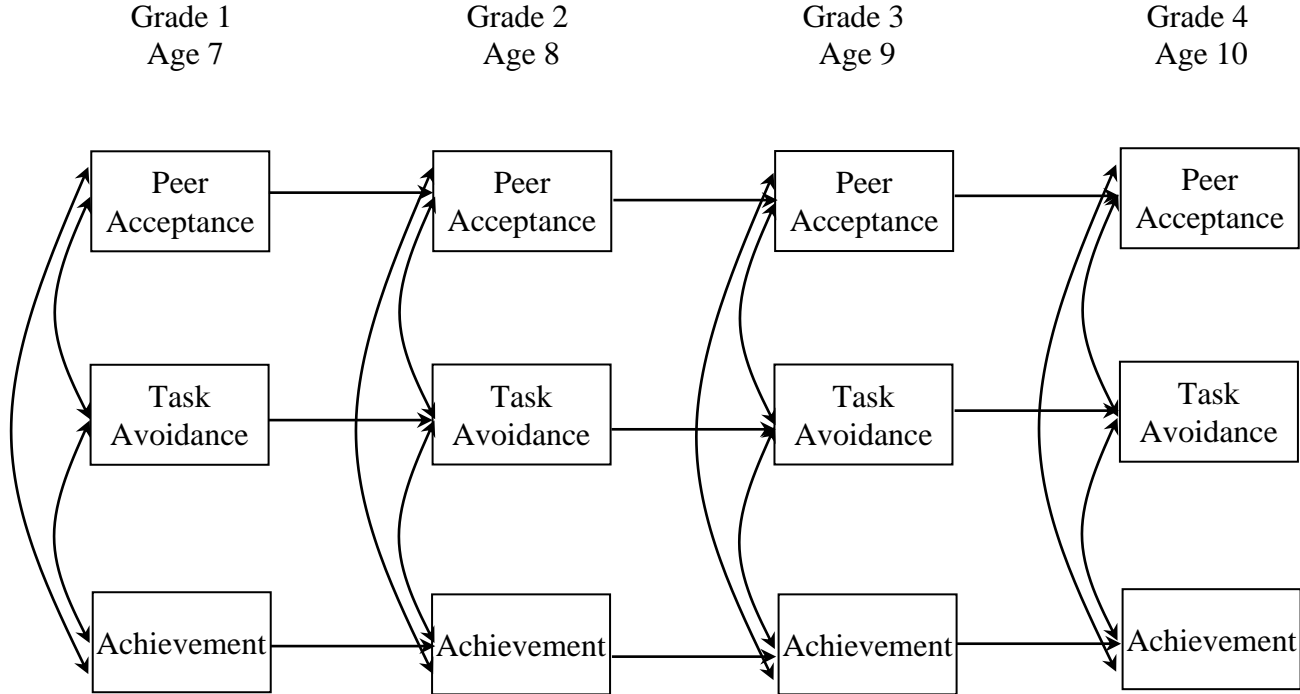 Grade 1
Age 7
Grade 2
Age 8
Grade 3
Age 9
Grade 4
Age 10
Peer
Acceptance
Peer
Acceptance
Peer
Acceptance
Peer
Acceptance
Task
Avoidance
Task
Avoidance
Task
Avoidance
Task
Avoidance
Achievement
Achievement
Achievement
Achievement